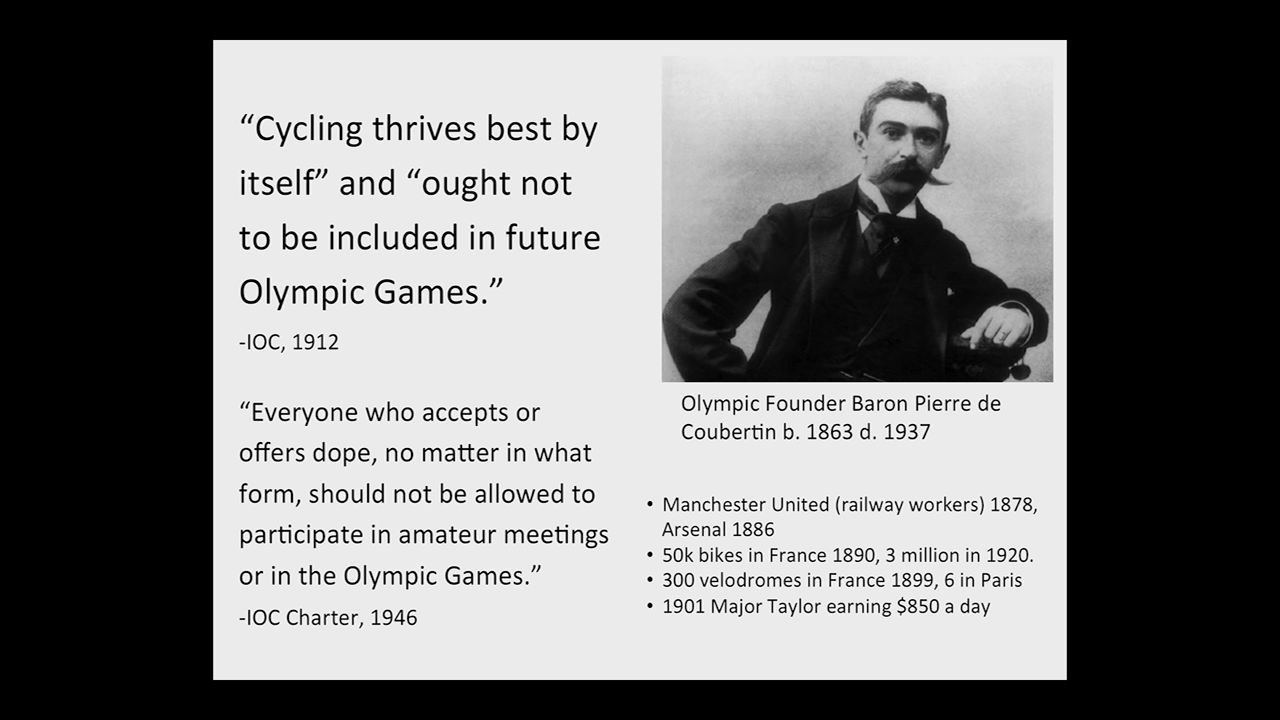 “Cycling thrives best by
itself” and “ought not
to be included in future
Olympic Games.”
-IOC, 1912
“Everyone who accepts or
offers dope, no matter in what
form, should not be allowed to
participate in amateur meetings
or in the Olympic Games.”
-IOC Charter, 1946
Olympic Founder Baron Pierre de
Coubertin b. 1863 d. 1937
• Manchester United (railway workers) 1878,
Arsenal 1886
• 50k bikes in France 1890, 3 million in 1920.
• 300 velodromes in France 1899, 6 in Paris
• 1901 Major Taylor earning $850 a day